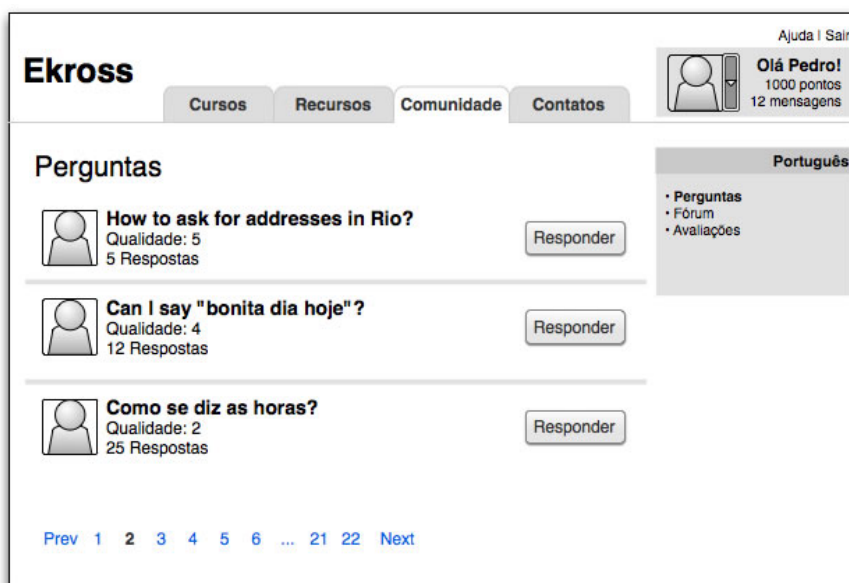 Ajuda | Sair
Ekross
Olá Pedro!
1000 pontos
12 mensagens
Cursos
Recursos
Comunidade
Contatos
Perguntas
How to ask for addresses in Rio?
Qualidade: 5
5 Respostas
Responder
Can I say "bonita dia hoje"?
Qualidade: 4
12 Respostas
Responder
Como se diz as horas?
Qualidade: 2
25 Respostas
Responder
Português
• Perguntas
• Fórum
• Avaliações
Prev 1 2 3 4 5 6 ... 21 22 Next